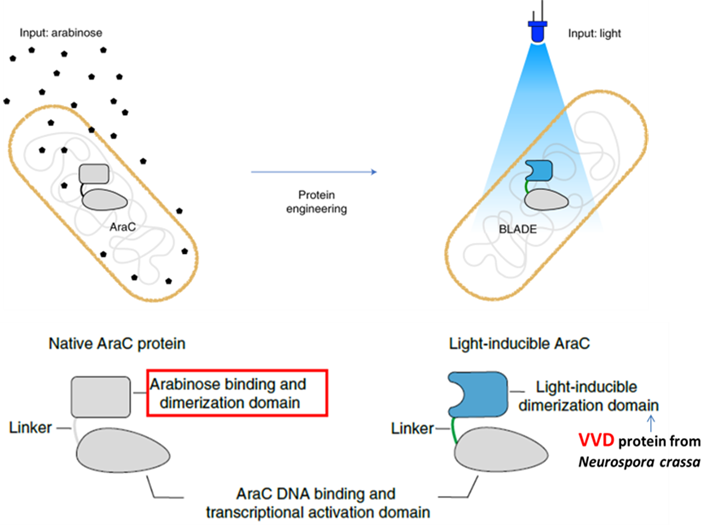 Input: arabinose
Input: light
Protein
engineering
AraC
BLADE
Native AraC protein
Light-inducible AraC
Arabinose binding and
dimerization domain
Light-inducible
dimerization domain
Linker
Linker
VVD protein from
Neurospora crassa
AraC DNA binding and
transcriptional activation domain